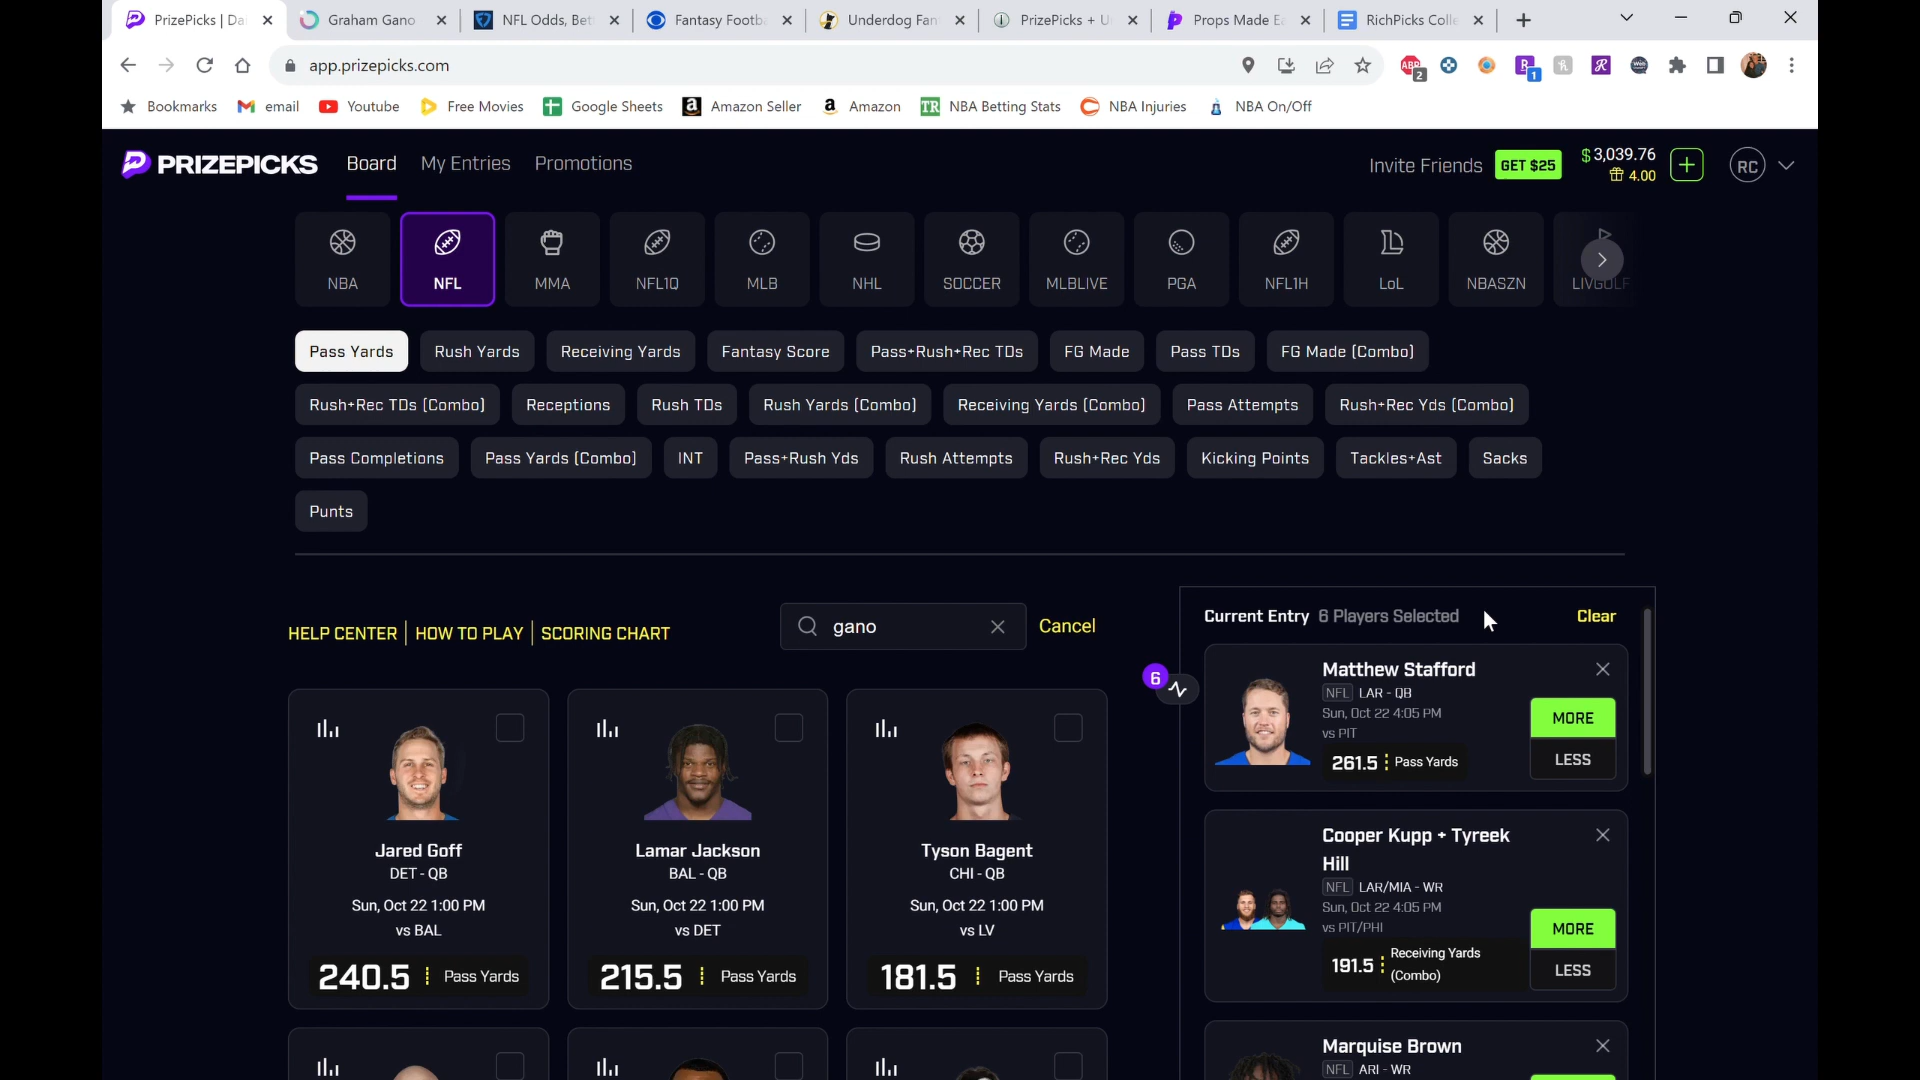 PrizePicks | Da
Graham Gano
NFL Odds, Bet
Fantasy Footb
Underdog Fan
PrizePicks + U
Props Made Ea
RichPicks Colle
app.prizepicks.com
ABP
2
1
Bookmarks
email
Youtube
Free Movies
Google Sheets
Amazon Seller
Amazon
TR
NBA Betting Stats
NBA Injuries
NBA On/Off
PRIZEPICKS
Board
My Entries
Promotions
Invite Friends
GET $25
$ 3,039.76
4.00
RC
NBA
NFL
MMA
NFL1Q
MLB
NHL
SOCCER
MLBLIVE
PGA
NFL1H
LoL
NBASZN
LIVGOLF
Pass Yards
Rush Yards
Receiving Yards
Fantasy Score
Pass+Rush+Rec TDs
FG Made
Pass TDs
FG Made (Combo)
Rush+Rec TDs (Combo)
Receptions
Rush TDs
Rush Yards (Combo)
Receiving Yards (Combo)
Pass Attempts
Rush+Rec Yds (Combo)
Pass Completions
Pass Yards (Combo)
INT
Pass+Rush Yds
Rush Attempts
Rush+Rec Yds
Kicking Points
Tackles+Ast
Sacks
Punts
HELP CENTER
HOW TO PLAY
SCORING CHART
gano
Cancel
Jared Goff
DET - QB
Sun, Oct 22 1:00 PM
vs BAL
240.5 Pass Yards
Lamar Jackson
BAL - QB
Sun, Oct 22 1:00 PM
vs DET
215.5 Pass Yards
Tyson Bagent
CHI - QB
Sun, Oct 22 1:00 PM
vs LV
181.5 Pass Yards
6
Current Entry 6 Players Selected
Clear
Matthew Stafford
NFL LAR - QB
Sun, Oct 22 4:05 PM
vs PIT
261.5 Pass Yards
MORE
LESS
Cooper Kupp + Tyreek
Hill
NFL LAR/MIA - WR
Sun, Oct 22 4:05 PM
vs PIT/PHI
191.5 Receiving Yards
(Combo)
MORE
LESS
Marquise Brown
NFL ARI - WR